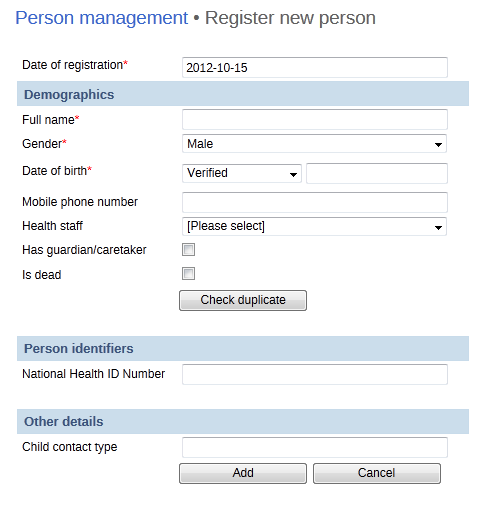 Person management • Register new person
Date of registration* 2012-10-15
Demographics
Full name*
Gender* Male
Date of birth* Verified
Mobile phone number
Health staff [Please select]
Has guardian/caretaker
Is dead
Check duplicate
Person identifiers
National Health ID Number
Other details
Child contact type
Add Cancel